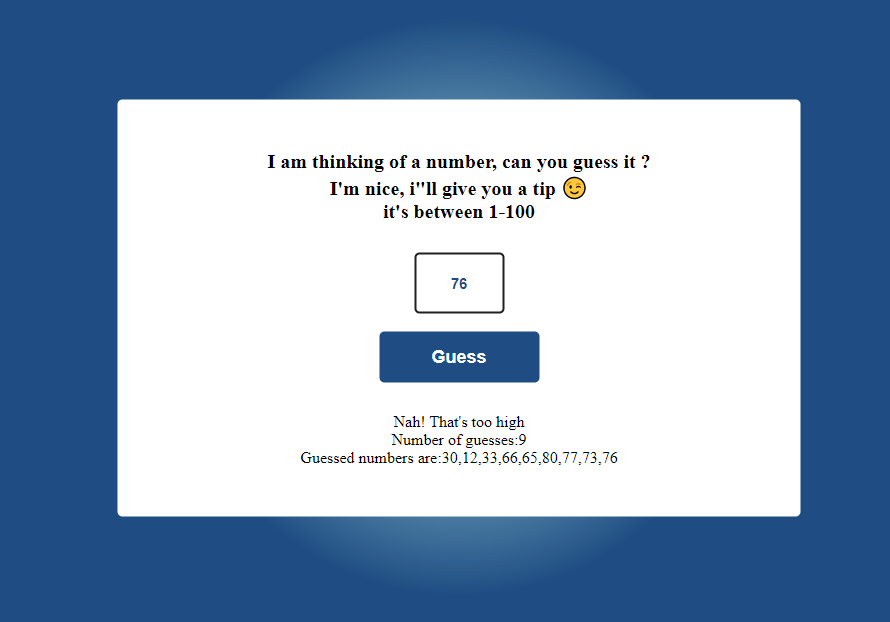 I am thinking of a number, can you guess it ?
I'm nice, i"ll give you a tip 😉
it's between 1-100
76
Guess
Nah! That's too high
Number of guesses:9
Guessed numbers are:30,12,33,66,65,80,77,73,76